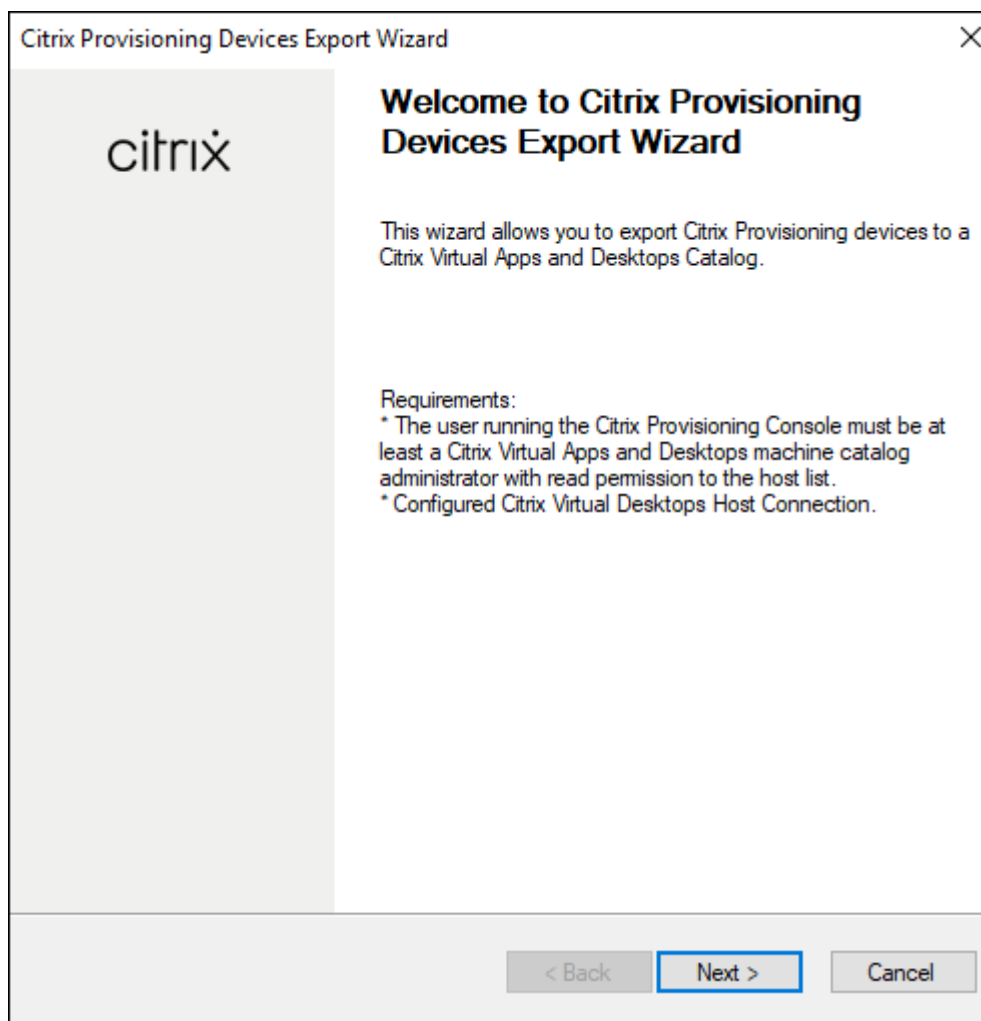 Citrix Provisioning Devices Export Wizard
citrix
Welcome to Citrix Provisioning
Devices Export Wizard
This wizard allows you to export Citrix Provisioning devices to a
Citrix Virtual Apps and Desktops Catalog.
Requirements:
* The user running the Citrix Provisioning Console must be at
least a Citrix Virtual Apps and Desktops machine catalog
administrator with read permission to the host list.
* Configured Citrix Virtual Desktops Host Connection.
< Back Next > Cancel